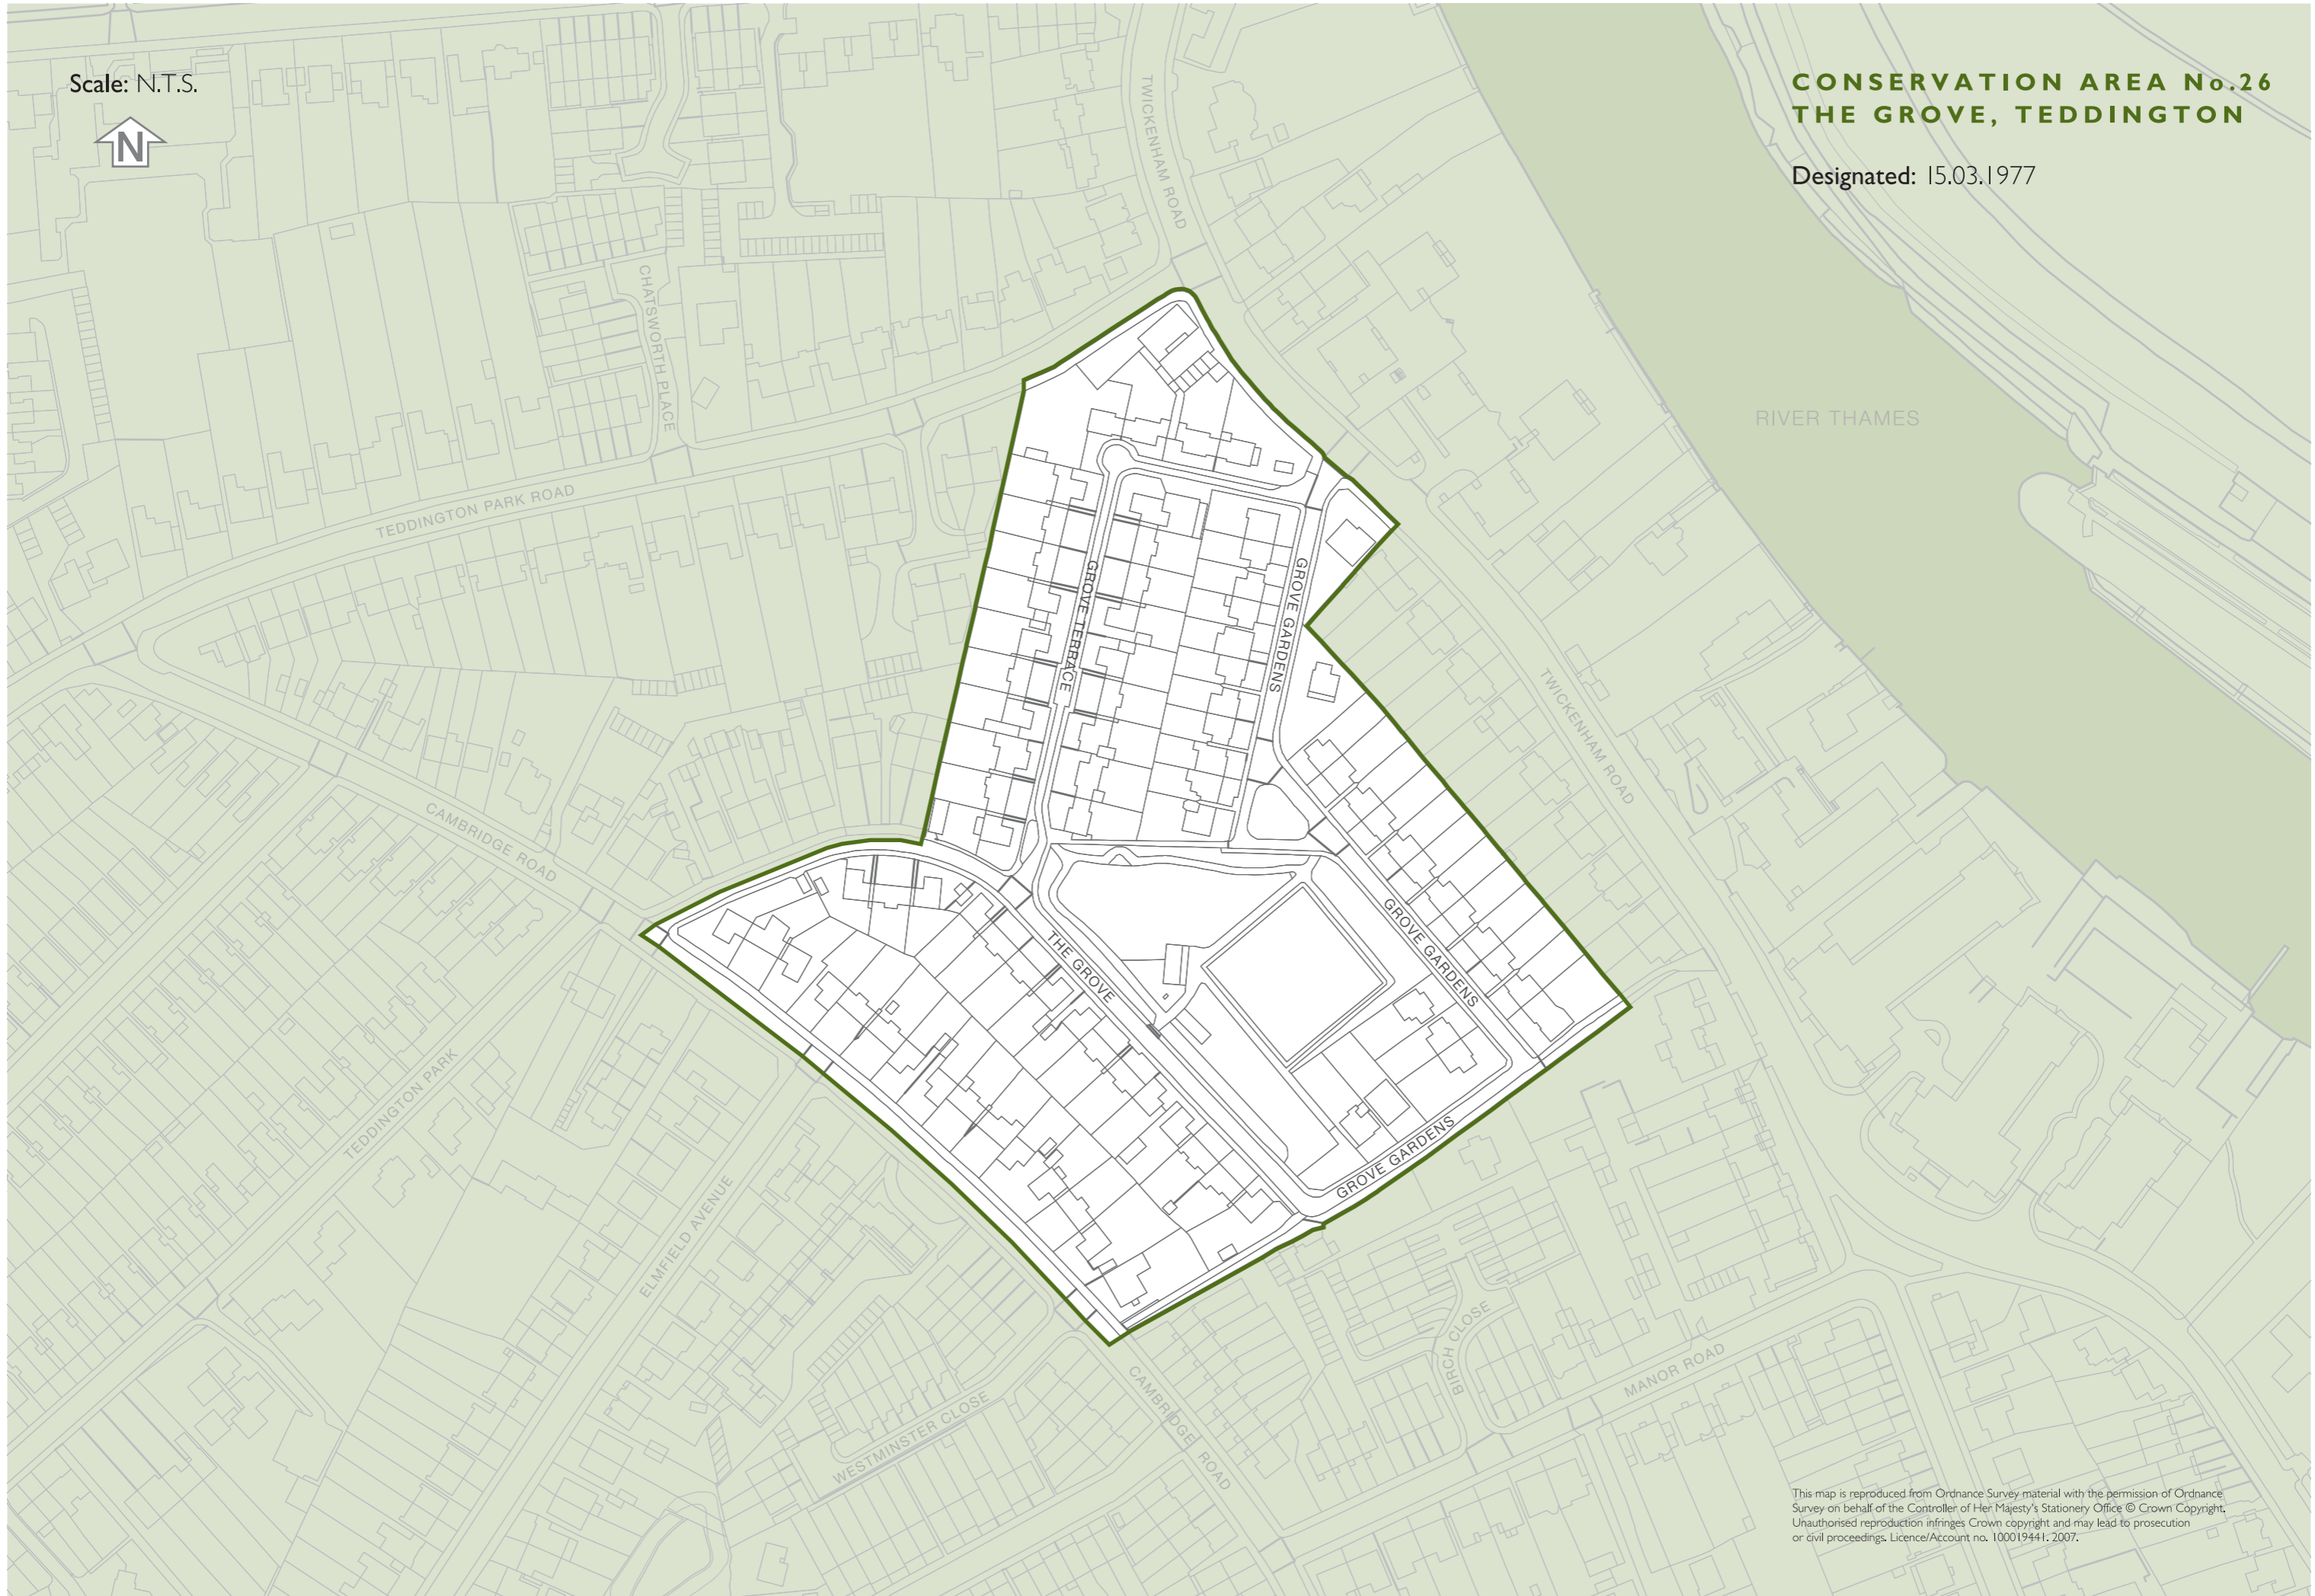 Scale: N.T.S.
N
CONSERVATION AREA No.26
THE GROVE, TEDDINGTON
Designated: 15.03.1977
TWICKENHAM ROAD
CHATSWORTH PLACE
RIVER THAMES
TEDDINGTON PARK ROAD
GROVE TERRACE
GROVE GARDENS
TWICKENHAM ROAD
CAMBRIDGE ROAD
THE GROVE
GROVE GARDENS
TEDDINGTON PARK
GROVE GARDENS
ELMFIELD AVENUE
BIRCH CLOSE
MANOR ROAD
WESTMINSTER CLOSE
CAMBRIDGE ROAD
This map is reproduced from Ordnance Survey material with the permission of Ordnance
Survey on behalf of the Controller of Her Majesty's Stationery Office © Crown Copyright.
Unauthorised reproduction infringes Crown copyright and may lead to prosecution
or civil proceedings. Licence/Account no. 100019441. 2007.